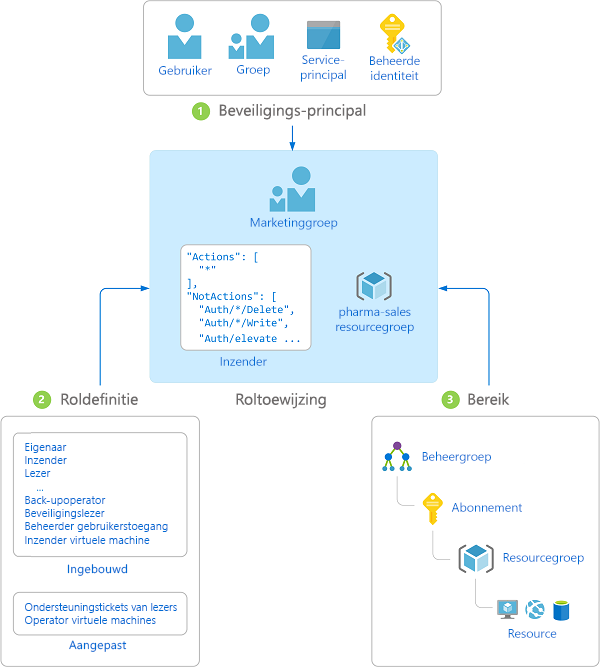 Gebruiker
Groep
Service-
principal
Beheerde
identiteit
1 Beveiligings-principal
Marketinggroep
"Actions": [
"*"
],
"NotActions": [
"Auth/*/Delete",
"Auth/*/Write",
"Auth/elevate ...
Inzender
pharma-sales
resourcegroep
Roltoewijzing
2 Roldefinitie
Eigenaar
Inzender
Lezer
...
Back-upoperator
Beveiligingslezer
Beheerder gebruikerstoegang
Inzender virtuele machine
Ingebouwd
Ondersteuningstickets van lezers
Operator virtuele machines
Aangepast
3 Bereik
Beheergroep
Abonnement
Resourcegroep
Resource